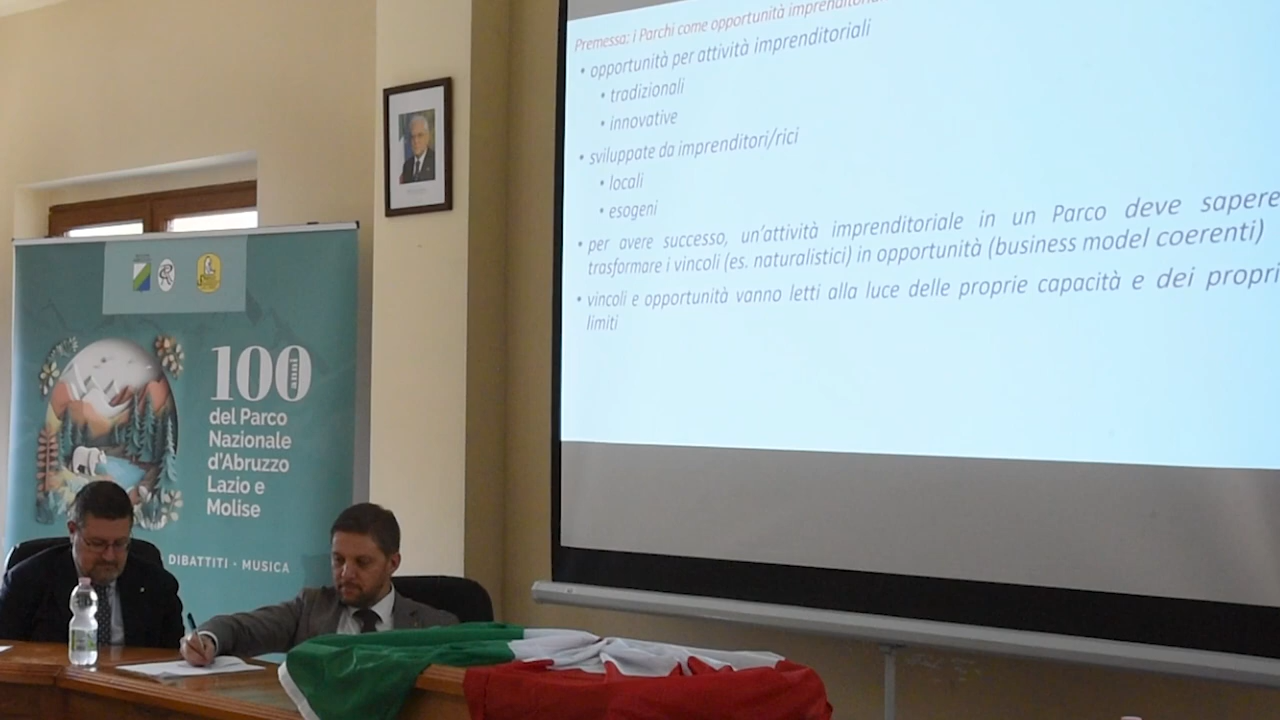 100
anni
del Parco
Nazionale
d'Abruzzo
Lazio e
Molise
DIBATTITI - MUSICA
Premessa: i Parchi come opportunità
• opportunità per attività imprenditoriali
• tradizionali
• innovative
• sviluppate da imprenditori/rici
• locali
• esogeni
• per avere successo, un'attività imprenditoriale in un Parco deve sapere
trasformare i vincoli (es. naturalistici) in opportunità (business model coerenti)
• vincoli e opportunità vanno letti alla luce delle proprie capacità e dei propri
limiti